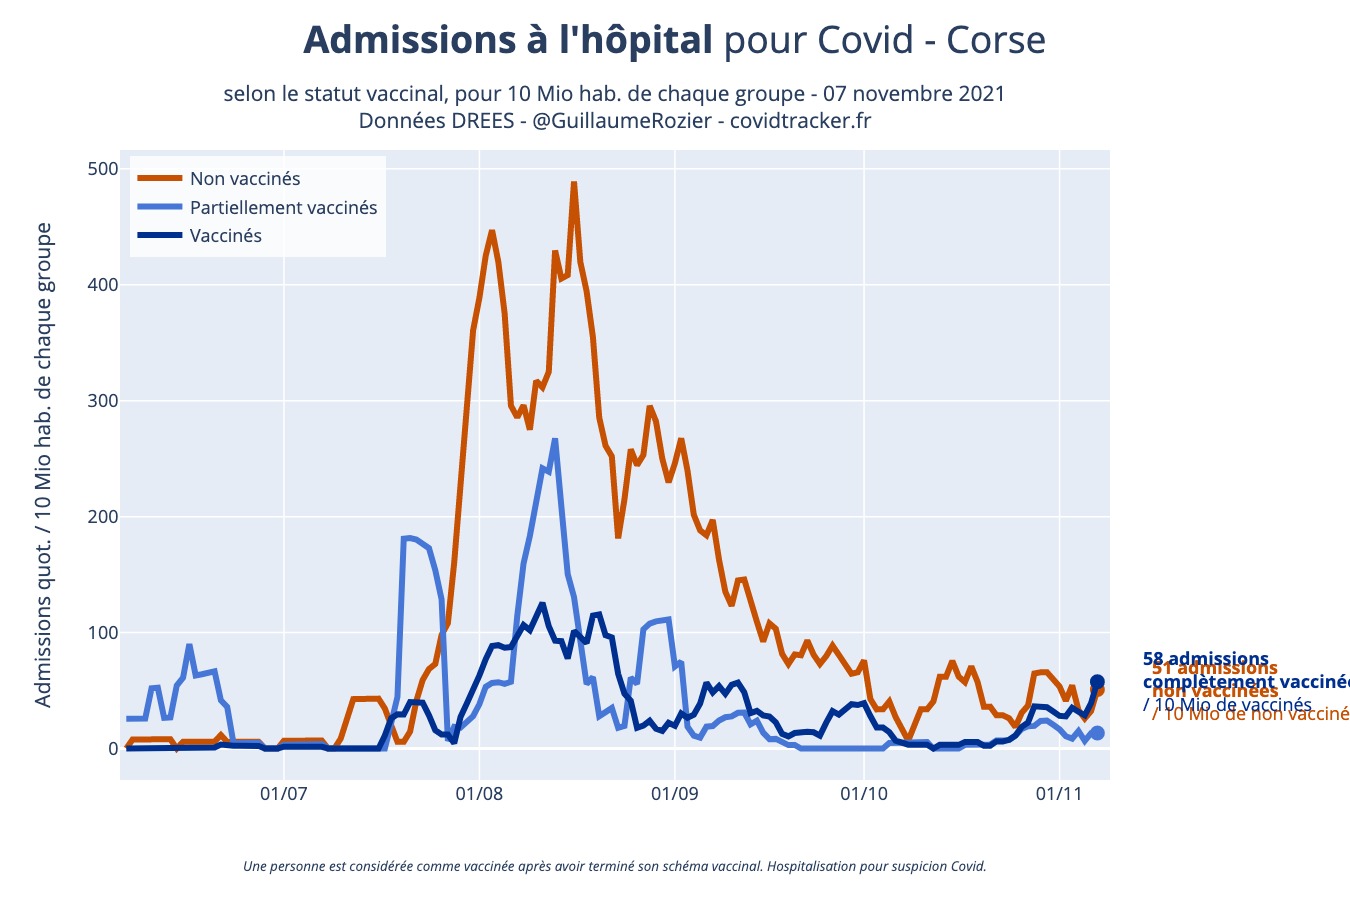 Admissions à l'hôpital pour Covid - Corse
selon le statut vaccinal, pour 10 Mio hab. de chaque groupe - 07 novembre 2021
Données DREES - @GuillaumeRozier - covidtracker.fr
Admissions quot. / 10 Mio hab. de chaque groupe
500
400
300
200
100
0
Non vaccinés
Partiellement vaccinés
Vaccinés
58 admissions
complètement vacciné
/ 10 Mio de vaccinés
51 admissions
non vaccinées
/ 10 Mio de non vacciné
01/07
01/08
01/09
01/10
01/11
Une personne est considérée comme vaccinée après avoir terminé son schéma vaccinal. Hospitalisation pour suspicion Covid.